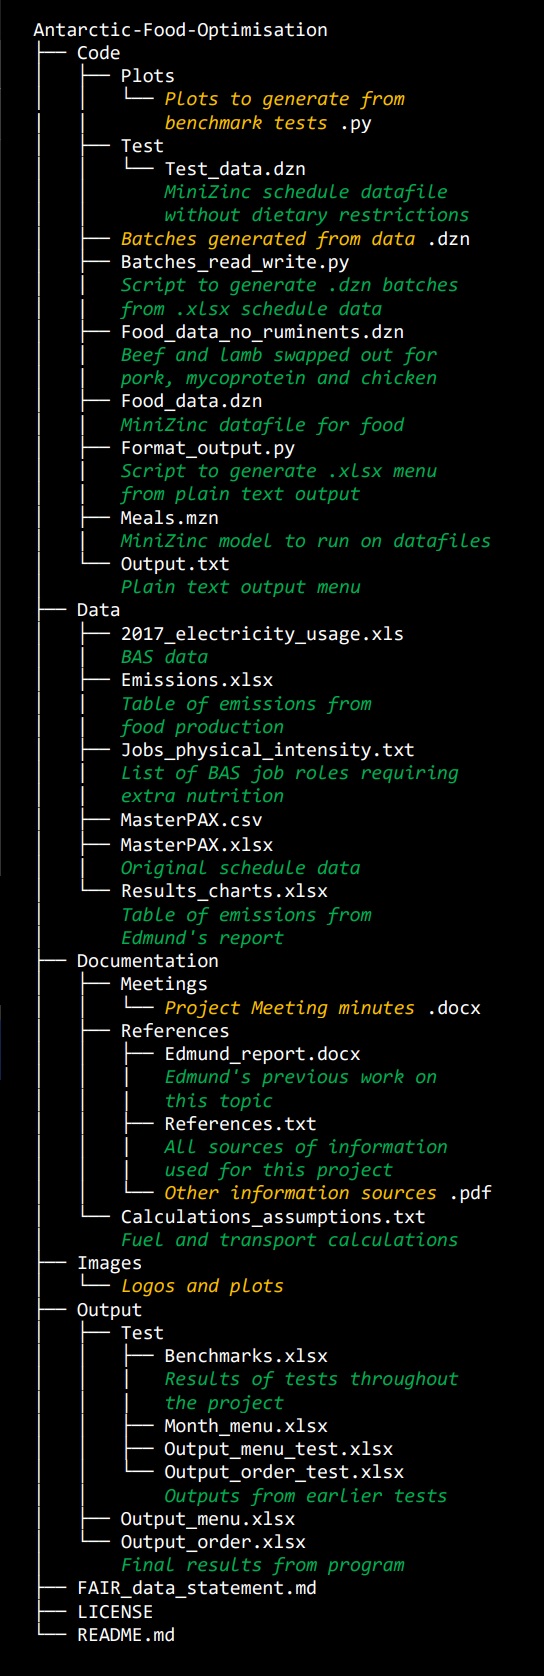 Antarctic-Food-Optimisation
├── Code
│   ├── Plots
│   │   └── Plots to generate from
│   │       benchmark tests .py
│   ├── Test
│   │   └── Test_data.dzn
│   │       MiniZinc schedule datafile
│   │       without dietary restrictions
│   ├── Batches generated from data .dzn
│   ├── Batches_read_write.py
│   │   Script to generate .dzn batches
│   │   from .xlsx schedule data
│   ├── Food_data_no_ruminents.dzn
│   │   Beef and lamb swapped out for
│   │   pork, mycoprotein and chicken
│   ├── Food_data.dzn
│   │   MiniZinc datafile for food
│   ├── Format_output.py
│   │   Script to generate .xlsx menu
│   │   from plain text output
│   ├── Meals.mzn
│   │   MiniZinc model to run on datafiles
│   └── Output.txt
│       Plain text output menu
├── Data
│   ├── 2017_electricity_usage.xls
│   │   BAS data
│   ├── Emissions.xlsx
│   │   Table of emissions from
│   │   food production
│   ├── Jobs_physical_intensity.txt
│   │   List of BAS job roles requiring
│   │   extra nutrition
│   ├── MasterPAX.csv
│   ├── MasterPAX.xlsx
│   │   Original schedule data
│   └── Results_charts.xlsx
│       Table of emissions from
│       Edmund's report
├── Documentation
│   ├── Meetings
│   │   └── Project Meeting minutes .docx
│   ├── References
│   │   ├── Edmund_report.docx
│   │   │   Edmund's previous work on
│   │   │   this topic
│   │   ├── References.txt
│   │   │   All sources of information
│   │   │   used for this project
│   │   └── Other information sources .pdf
│   └── Calculations_assumptions.txt
│       Fuel and transport calculations
├── Images
│   └── Logos and plots
├── Output
│   ├── Test
│   │   ├── Benchmarks.xlsx
│   │   │   Results of tests throughout
│   │   │   the project
│   │   ├── Month_menu.xlsx
│   │   ├── Output_menu_test.xlsx
│   │   └── Output_order_test.xlsx
│   │       Outputs from earlier tests
│   ├── Output_menu.xlsx
│   └── Output_order.xlsx
│       Final results from program
├── FAIR_data_statement.md
├── LICENSE
└── README.md